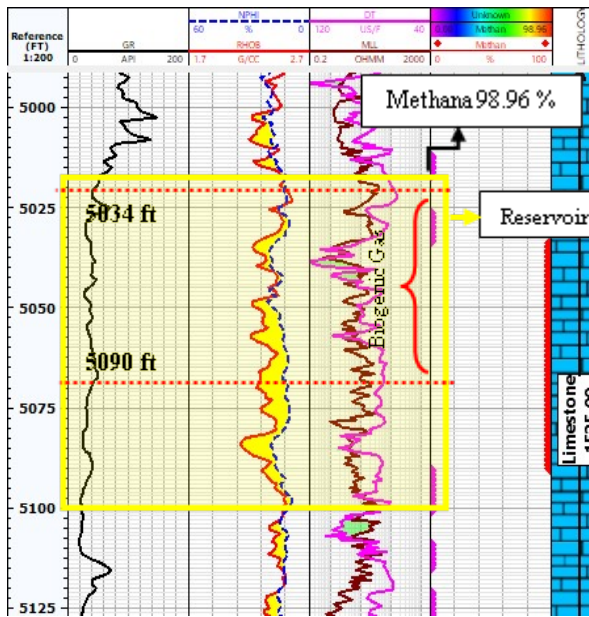 Reference
(FT)
1:200
GR
0 API 200
NPHI
60 % 0
RHOB
1.7 G/CC 2.7
DT
120 US/F 40
MLL
0.2 OHMM 2000
Unknown
Methan 98.96
Methan
0 % 100
LITHOLOGY
5000
Methana 98.96 %
5025
5034 ft
Reservoir
Biogenic Gas
5050
5090 ft
5075
Limestone
5100
5125